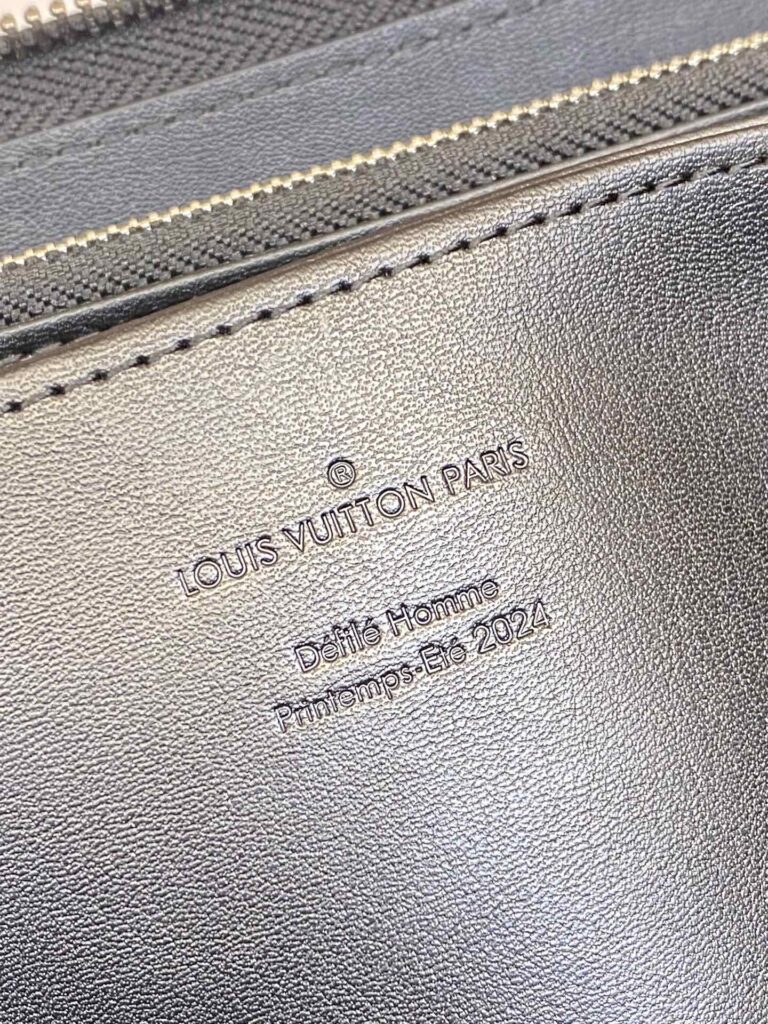 ®
LOUIS VUITTON PARIS
Défilé Homme
Printemps-Eté 2024